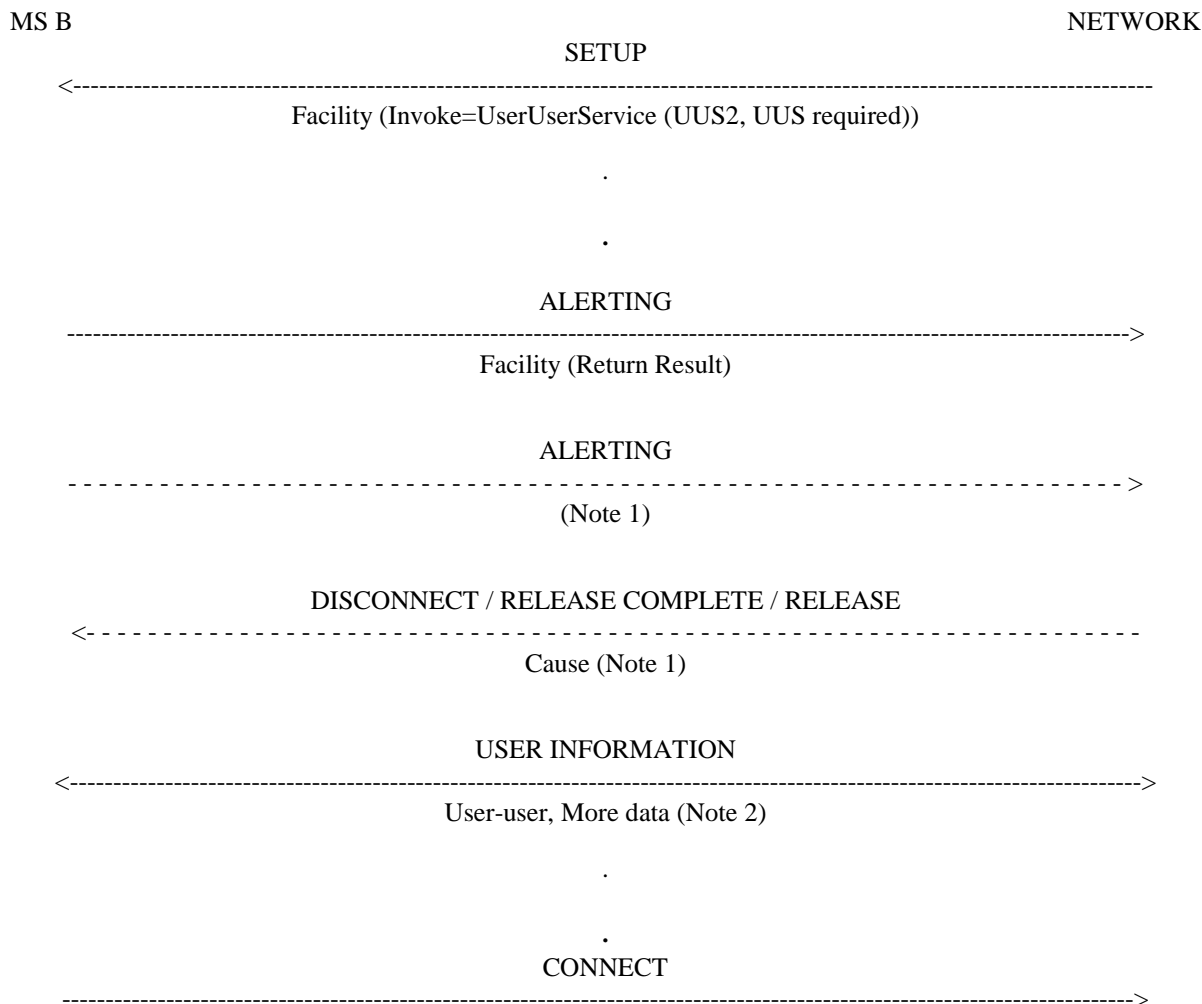 MS B NETWORK
SETUP
<------------------------------------------------------------------------------------------------------------------------------
Facility (Invoke=UserUserService (UUS2, UUS required))
.
.
ALERTING
---------------------------------------------------------------------------------------------------------------------------->
Facility (Return Result)
ALERTING
- - - - - - - - - - - - - - - - - - - - - - - - - - - - - - - - - - - - - - - - - - - - - - - - - - - - - - - - - - - - - - - - - - - - - >
(Note 1)
DISCONNECT / RELEASE COMPLETE / RELEASE
<- - - - - - - - - - - - - - - - - - - - - - - - - - - - - - - - - - - - - - - - - - - - - - - - - - - - - - - - - - - - - - - - - - - - -
Cause (Note 1)
USER INFORMATION
<---------------------------------------------------------------------------------------------------------------------------->
User-user, More data (Note 2)
.
.
CONNECT
------------------------------------------------------------------------------------------------------------------------------>